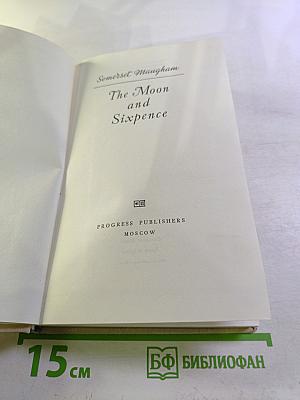 Somerset Maugham
The Moon
and
Sixpence
PROGRESS PUBLISHERS
MOSCOW
15 СМ
БФ БИБЛИОФАН